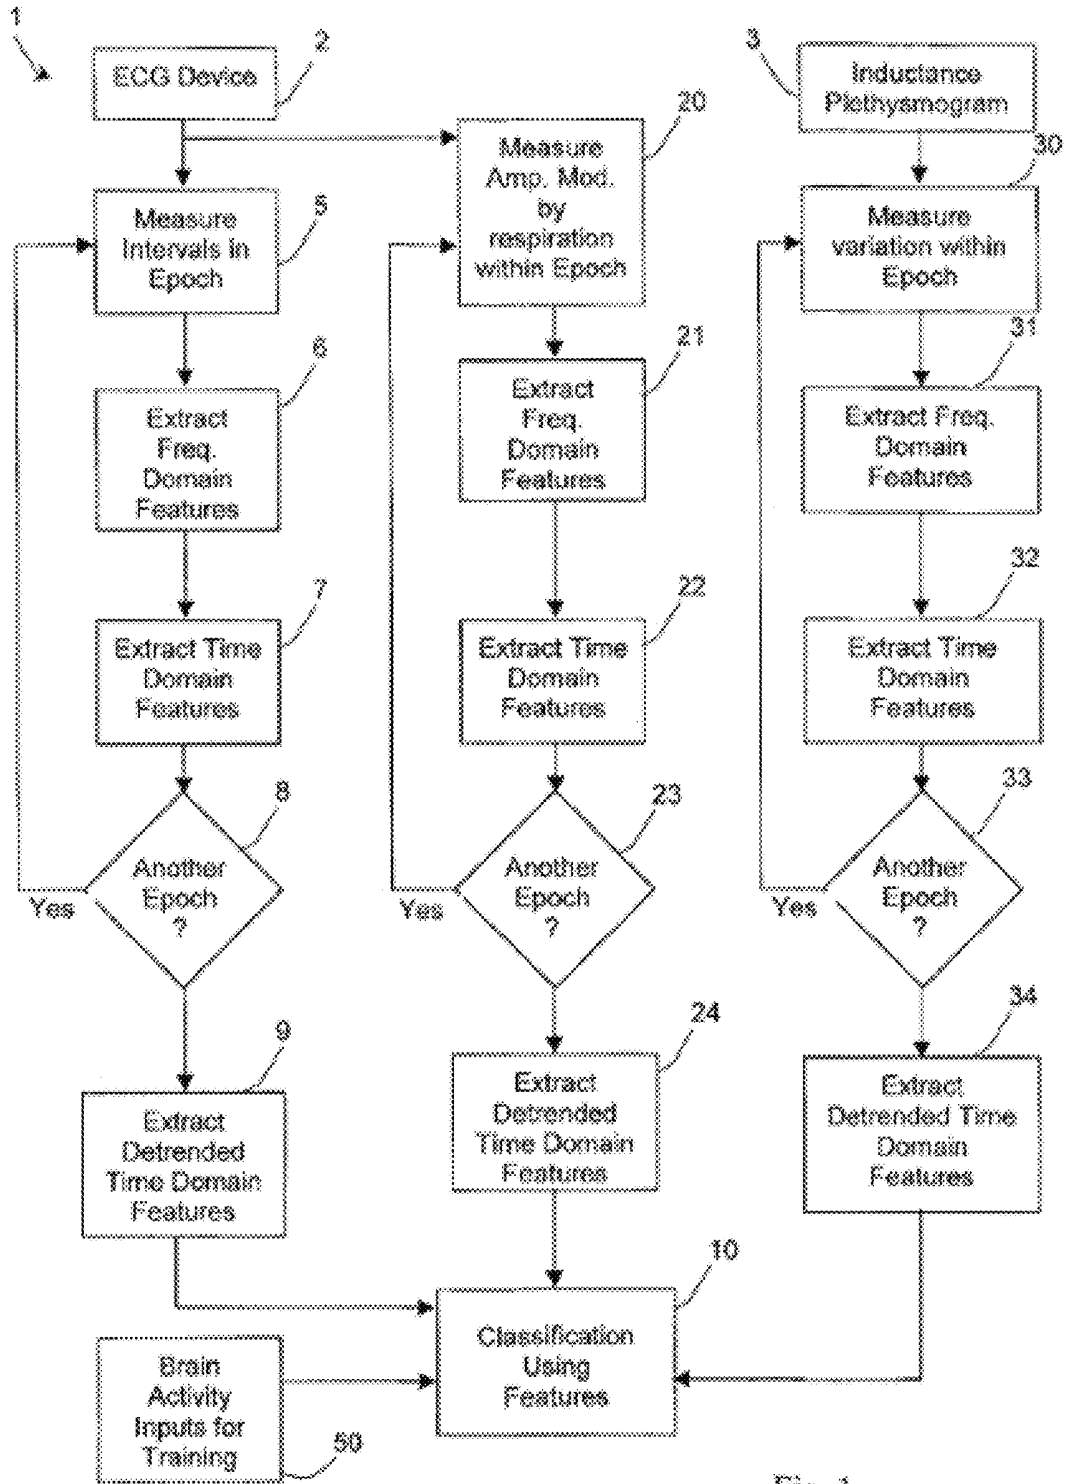 1
ECG Device
2
Measure
Intervals in
Epoch
5
Extract
Freq.
Domain
Features
6
Extract Time
Domain
Features
7
Another
Epoch
?
8
Yes
Extract
Detrended
Time Domain
Features
9
Measure
Amp. Mod.
by
respiration
within Epoch
20
Extract
Freq.
Domain
Features
21
Extract Time
Domain
Features
22
Another
Epoch
?
23
Yes
Extract
Detrended
Time Domain
Features
24
Inductance
Plethysmogram
3
Measure
variation within
Epoch
30
Extract Freq.
Domain
Features
31
Extract Time
Domain
Features
32
Another
Epoch
?
33
Yes
Extract
Detrended Time
Domain
Features
34
Classification
Using
Features
10
Brain
Activity
Inputs for
Training
50